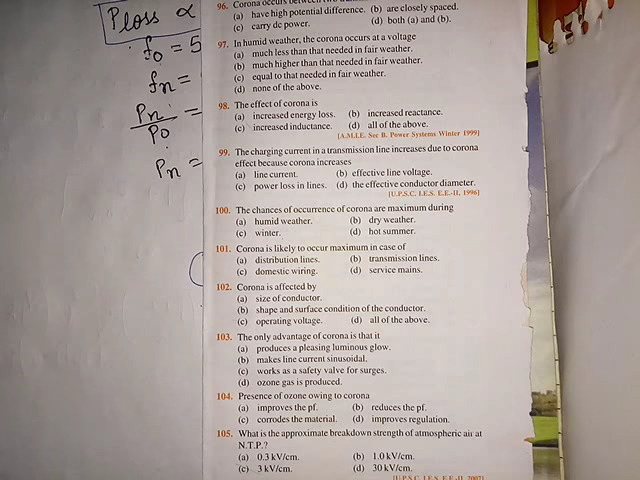 Ploss α
f0 = 5
fn =
Pn =
P0
Pn =
96. Corona occurs between two
(a) have high potential difference. (b) are closely spaced.
(c) carry dc power. (d) both (a) and (b).
97. In humid weather, the corona occurs at a voltage
(a) much less than that needed in fair weather.
(b) much higher than that needed in fair weather.
(c) equal to that needed in fair weather.
(d) none of the above.
98. The effect of corona is
(a) increased energy loss. (b) increased reactance.
(c) increased inductance. (d) all of the above.
[A.M.I.E. Sec B. Power Systems Winter 1999]
99. The charging current in a transmission line increases due to corona
effect because corona increases
(a) line current. (b) effective line voltage.
(c) power loss in lines. (d) the effective conductor diameter.
[U.P.S.C. I.E.S. E.E.-II, 1996]
100. The chances of occurrence of corona are maximum during
(a) humid weather. (b) dry weather.
(c) winter. (d) hot summer.
101. Corona is likely to occur maximum in case of
(a) distribution lines. (b) transmission lines.
(c) domestic wiring. (d) service mains.
102. Corona is affected by
(a) size of conductor.
(b) shape and surface condition of the conductor.
(c) operating voltage. (d) all of the above.
103. The only advantage of corona is that it
(a) produces a pleasing luminous glow.
(b) makes line current sinusoidal.
(c) works as a safety valve for surges.
(d) ozone gas is produced.
104. Presence of ozone owing to corona
(a) improves the pf. (b) reduces the pf.
(c) corrodes the material. (d) improves regulation.
105. What is the approximate breakdown strength of atmospheric air at
N.T.P.?
(a) 0.3 kV/cm. (b) 1.0 kV/cm.
(c) 3 kV/cm. (d) 30 kV/cm.
[U.P.S.C. I.E.S. E.E.-II, 2007]